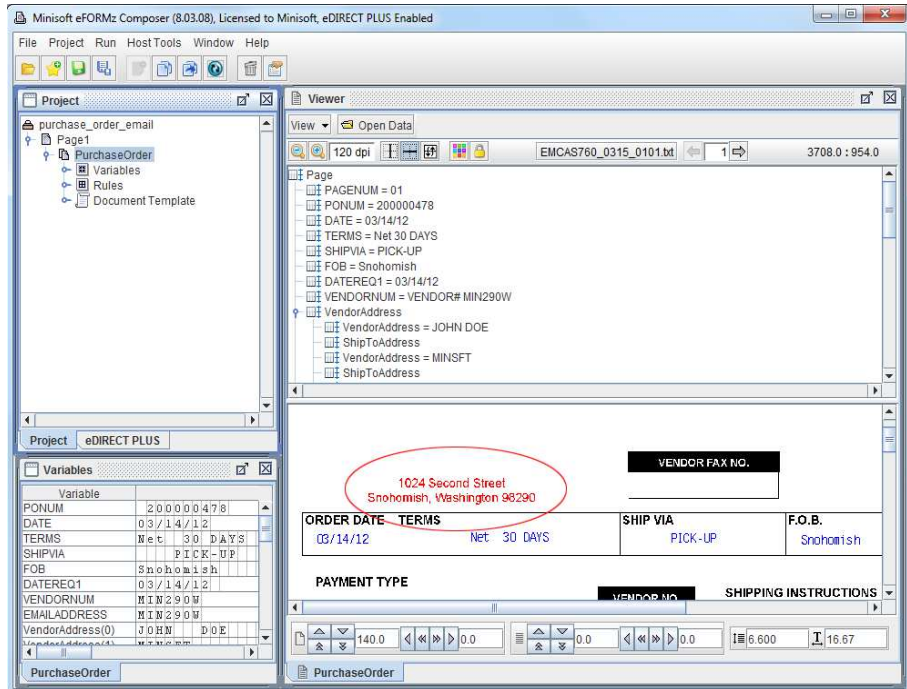 Minisoft eFORMz Composer (8.03.08), Licensed to Minisoft, eDIRECT PLUS Enabled
File Project Run HostTools Window Help
Project
purchase_order_email
Page1
PurchaseOrder
Variables
Rules
Document Template
Project eDIRECT PLUS
Variables
Variable
PONUM 200000478
DATE 03/14/12
TERMS Net 30 DAYS
SHIPVIA PICK-UP
FOB Snohomish
DATEREQ1 03/14/12
VENDORNUM MIN290W
EMAILADDRESS MIN290W
VendorAddress(0) JOHN DOE
VendorAddress(1) MINSFT
PurchaseOrder
Viewer
View Open Data
120 dpi EMCAS760_0315_0101.txt 1 3708.0 : 954.0
Page
PAGENUM = 01
PONUM = 200000478
DATE = 03/14/12
TERMS = Net 30 DAYS
SHIPVIA = PICK-UP
FOB = Snohomish
DATEREQ1 = 03/14/12
VENDORNUM = VENDOR# MIN290W
VendorAddress
VendorAddress = JOHN DOE
ShipToAddress
VendorAddress = MINSFT
ShipToAddress
VENDOR FAX NO.
1024 Second Street
Snohomish, Washington 98290
ORDER DATE TERMS SHIP VIA F.O.B.
03/14/12 Net 30 DAYS PICK-UP Snohomish
PAYMENT TYPE
VENDOR NO. SHIPPING INSTRUCTIONS
140.0 0.0 0.0 0.0 6.600 16.67
PurchaseOrder